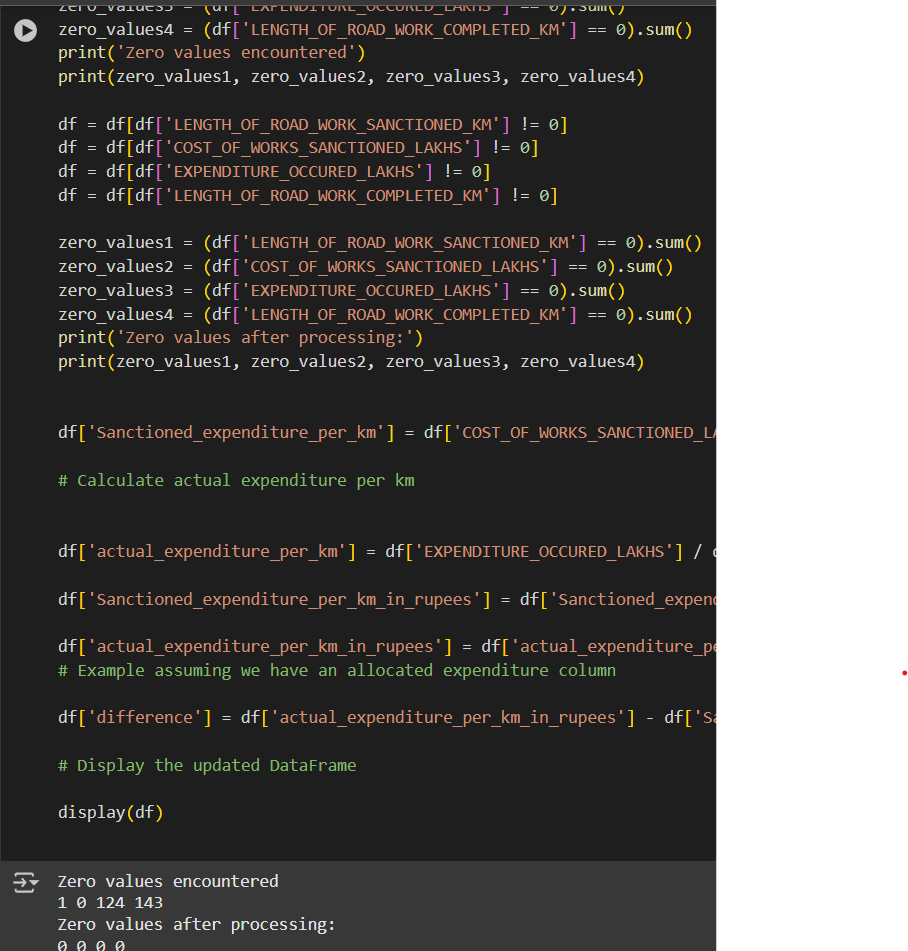 zero_values3 = (df['EXPENDITURE_OCCURED_LAKHS'] == 0).sum()
zero_values4 = (df['LENGTH_OF_ROAD_WORK_COMPLETED_KM'] == 0).sum()
print('Zero values encountered')
print(zero_values1, zero_values2, zero_values3, zero_values4)
df = df[df['LENGTH_OF_ROAD_WORK_SANCTIONED_KM'] != 0]
df = df[df['COST_OF_WORKS_SANCTIONED_LAKHS'] != 0]
df = df[df['EXPENDITURE_OCCURED_LAKHS'] != 0]
df = df[df['LENGTH_OF_ROAD_WORK_COMPLETED_KM'] != 0]
zero_values1 = (df['LENGTH_OF_ROAD_WORK_SANCTIONED_KM'] == 0).sum()
zero_values2 = (df['COST_OF_WORKS_SANCTIONED_LAKHS'] == 0).sum()
zero_values3 = (df['EXPENDITURE_OCCURED_LAKHS'] == 0).sum()
zero_values4 = (df['LENGTH_OF_ROAD_WORK_COMPLETED_KM'] == 0).sum()
print('Zero values after processing:')
print(zero_values1, zero_values2, zero_values3, zero_values4)
df['Sanctioned_expenditure_per_km'] = df['COST_OF_WORKS_SANCTIONED_LA
# Calculate actual expenditure per km
df['actual_expenditure_per_km'] = df['EXPENDITURE_OCCURED_LAKHS'] /
df['Sanctioned_expenditure_per_km_in_rupees'] = df['Sanctioned_expend
df['actual_expenditure_per_km_in_rupees'] = df['actual_expenditure_pe
# Example assuming we have an allocated expenditure column
df['difference'] = df['actual_expenditure_per_km_in_rupees'] - df['Sa
# Display the updated DataFrame
display(df)
Zero values encountered
1 0 124 143
Zero values after processing:
0 0 0 0